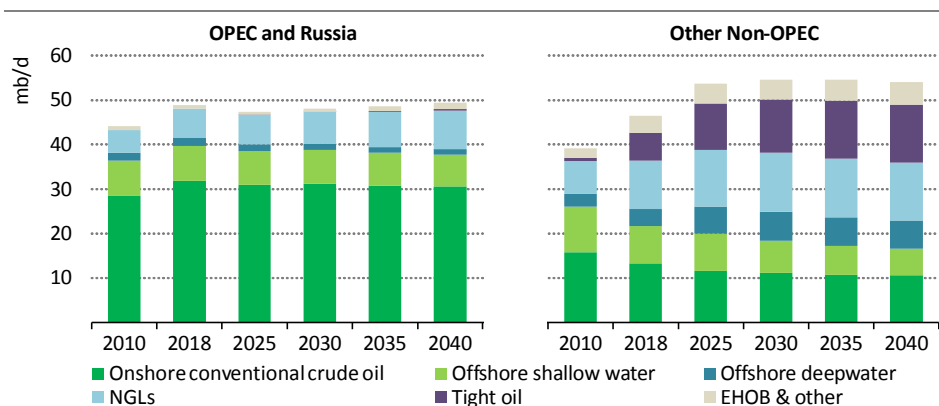 OPEC and Russia
Other Non-OPEC
mb/d
60
50
40
30
20
10
2010 2018 2025 2030 2035 2040
2010 2018 2025 2030 2035 2040
Onshore conventional crude oil
Offshore shallow water
Offshore deepwater
NGLs
Tight oil
EHOB & other